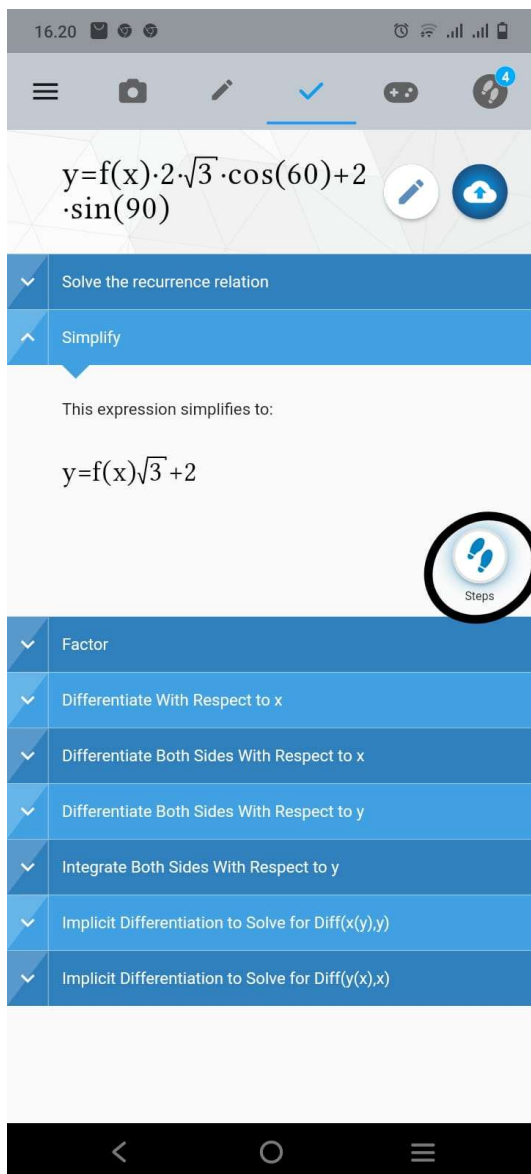 16.20
4
y=f(x)·2·√3·cos(60)+2
·sin(90)
Solve the recurrence relation
Simplify
This expression simplifies to:
y=f(x)√3+2
Steps
Factor
Differentiate With Respect to x
Differentiate Both Sides With Respect to x
Differentiate Both Sides With Respect to y
Integrate Both Sides With Respect to y
Implicit Differentiation to Solve for Diff(x(y),y)
Implicit Differentiation to Solve for Diff(y(x),x)